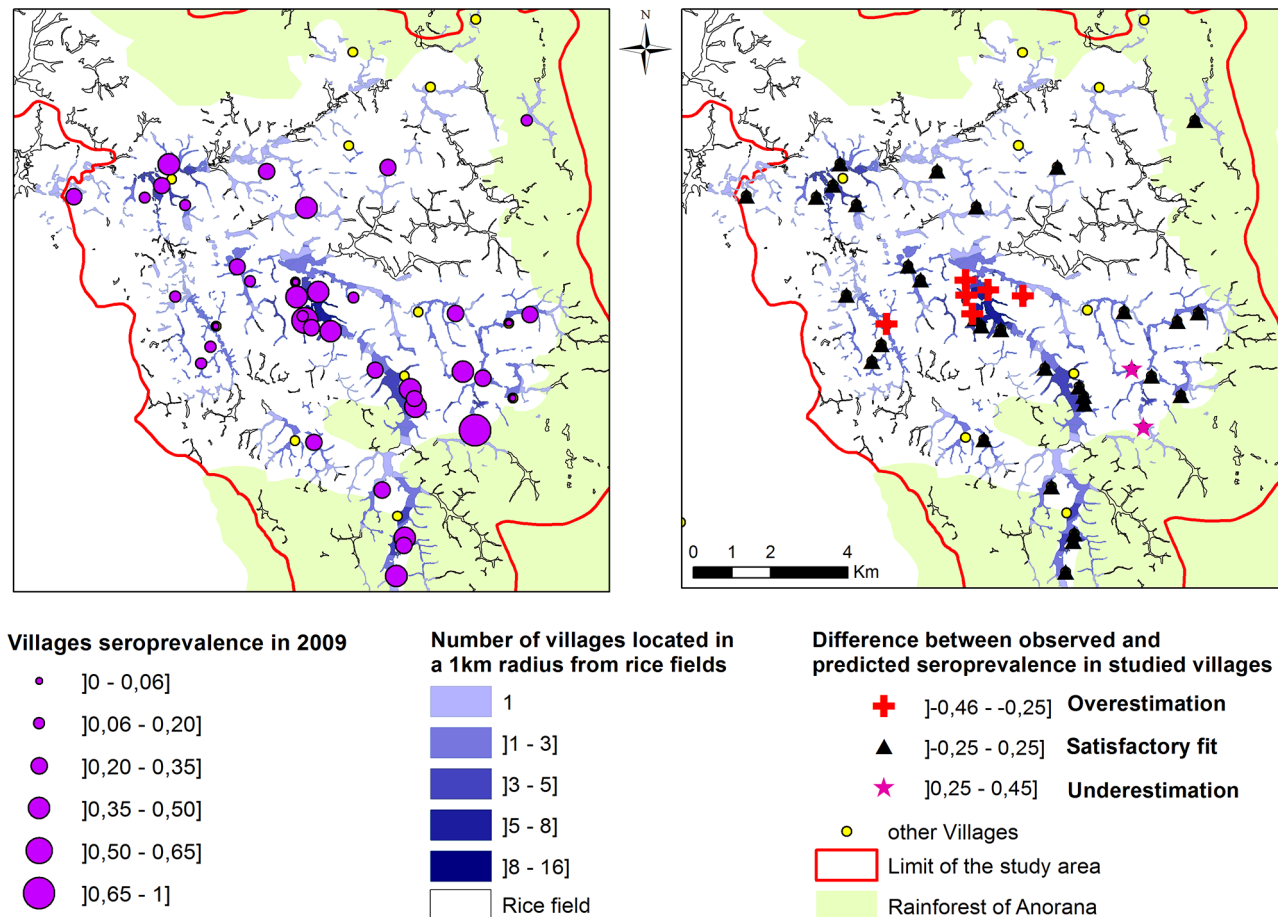 N
0 1 2 4
Km
Villages seroprevalence in 2009
]0 - 0,06]
]0,06 - 0,20]
]0,20 - 0,35]
]0,35 - 0,50]
]0,50 - 0,65]
]0,65 - 1]
Number of villages located in
a 1km radius from rice fields
1
]1 - 3]
]3 - 5]
]5 - 8]
]8 - 16]
Rice field
Difference between observed and
predicted seroprevalence in studied villages
]-0,46 - -0,25] Overestimation
]-0,25 - 0,25] Satisfactory fit
]0,25 - 0,45] Underestimation
other Villages
Limit of the study area
Rainforest of Anorana